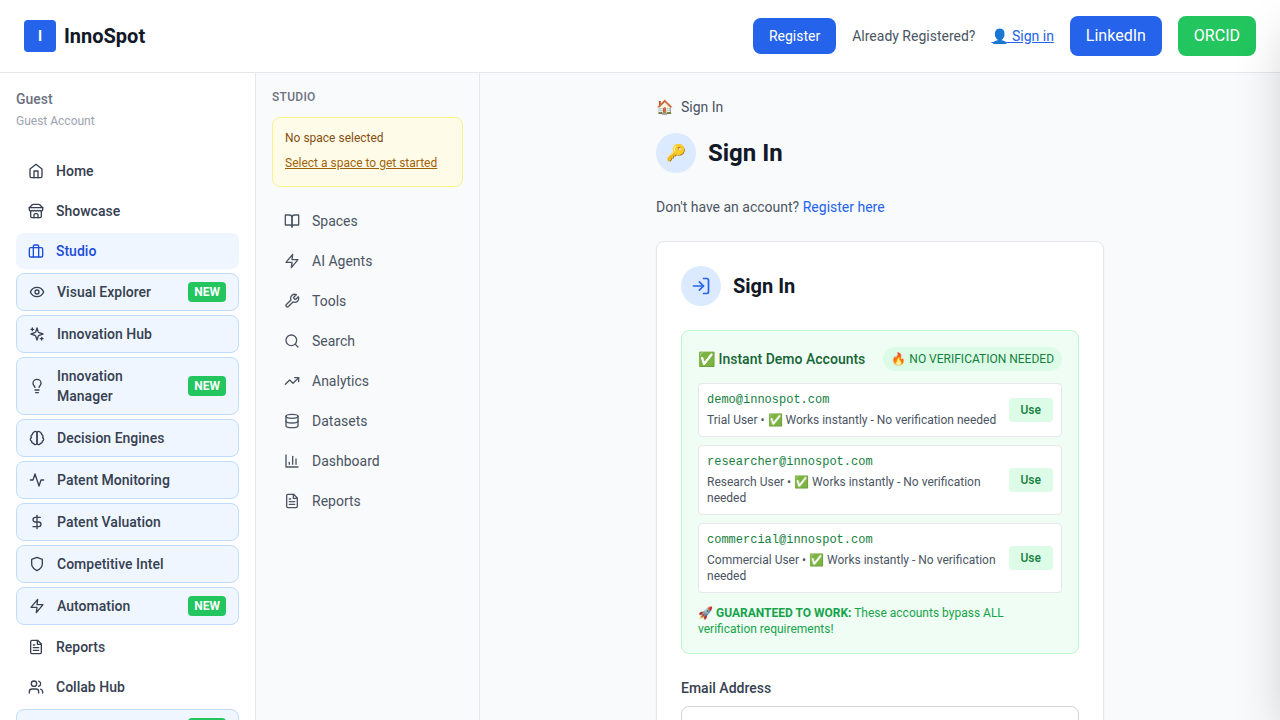 I InnoSpot
Register
Already Registered?
👤 Sign in
LinkedIn
ORCID
Guest
Guest Account
Home
Showcase
Studio
Visual Explorer NEW
Innovation Hub
Innovation
Manager
NEW
Decision Engines
Patent Monitoring
Patent Valuation
Competitive Intel
Automation NEW
Reports
Collab Hub
STUDIO
No space selected
Select a space to get started
Spaces
AI Agents
Tools
Search
Analytics
Datasets
Dashboard
Reports
🏠 Sign In
🔑 Sign In
Don't have an account? Register here
Sign In
✅ Instant Demo Accounts
🔥 NO VERIFICATION NEEDED
demo@innospot.com
Trial User • ✅ Works instantly - No verification needed
Use
researcher@innospot.com
Research User • ✅ Works instantly - No verification
needed
Use
commercial@innospot.com
Commercial User • ✅ Works instantly - No verification
needed
Use
🚀 GUARANTEED TO WORK: These accounts bypass ALL
verification requirements!
Email Address